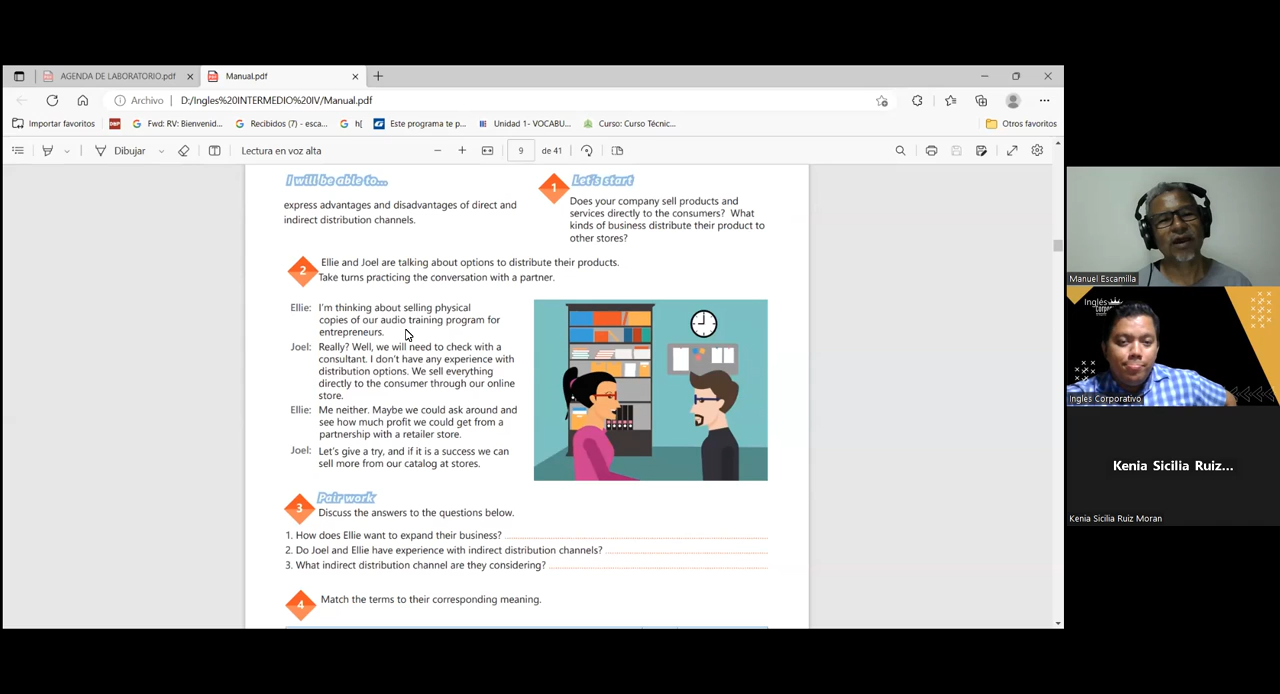 AGENDA DE LABORATORIO.pdf
Manual.pdf
Archivo
D:/Ingles%20INTERMEDIO%20IV/Manual.pdf
Importar favoritos
Fwd: RV: Bienvenid...
Recibidos (7) - esca...
h[
Este programa te p...
Unidad 1- VOCABU...
Curso: Curso Técnic...
Otros favoritos
Dibujar
Lectura en voz alta
9
de 41
I will be able to...
express advantages and disadvantages of direct and
indirect distribution channels.
1
Let's start
Does your company sell products and
services directly to the consumers? What
kinds of business distribute their product to
other stores?
2
Ellie and Joel are talking about options to distribute their products.
Take turns practicing the conversation with a partner.
Ellie: I'm thinking about selling physical
copies of our audio training program for
entrepreneurs.
Joel: Really? Well, we will need to check with a
consultant. I don't have any experience with
distribution options. We sell everything
directly to the consumer through our online
store.
Ellie: Me neither. Maybe we could ask around and
see how much profit we could get from a
partnership with a retailer store.
Joel: Let's give a try, and if it is a success we can
sell more from our catalog at stores.
3
Pair work
Discuss the answers to the questions below.
1. How does Ellie want to expand their business?
2. Do Joel and Ellie have experience with indirect distribution channels?
3. What indirect distribution channel are they considering?
4
Match the terms to their corresponding meaning.
Manuel Escamilla
Inglés
Corporativo
Ingles Corporativo
Kenia Sicilia Ruiz...
Kenia Sicilia Ruiz Moran